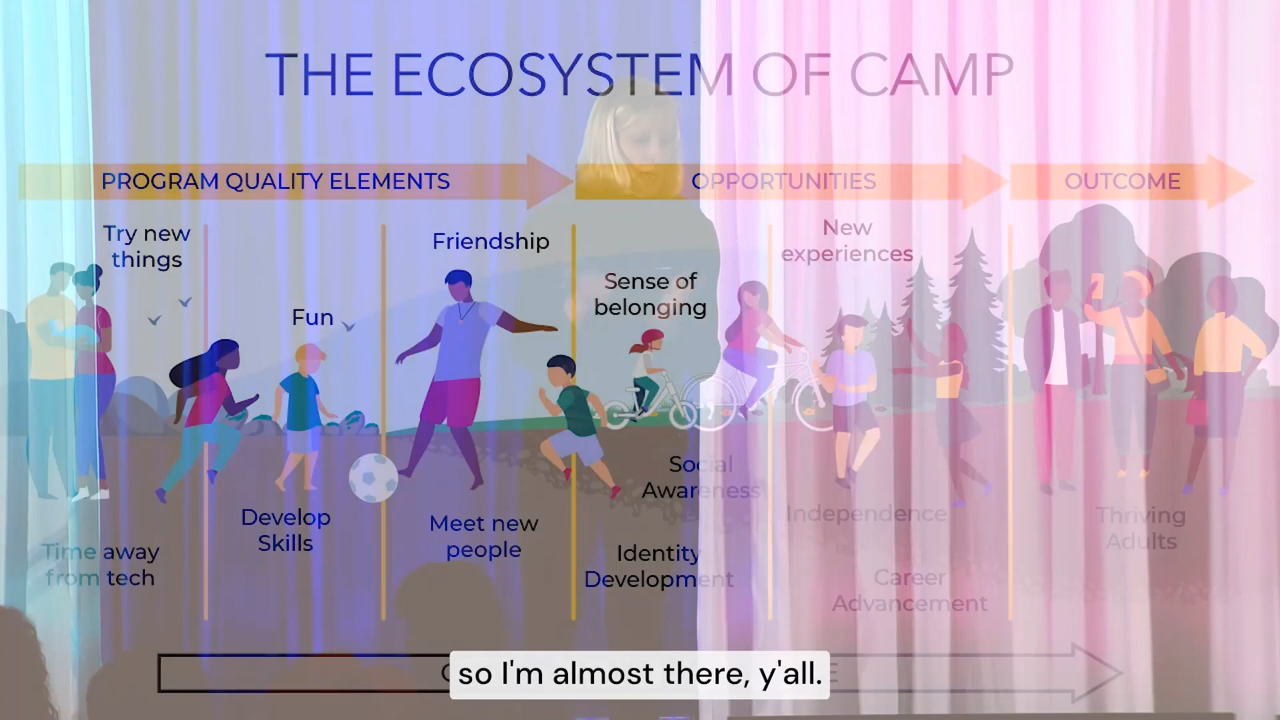 THE ECOSYSTEM OF CAMP
PROGRAM QUALITY ELEMENTS
OPPORTUNITIES
OUTCOME
Try new
things
Fun
Friendship
Sense of
belonging
New
experiences
Time away
from tech
Develop
Skills
Meet new
people
Social
Awareness
Identity
Development
Independence
Career
Advancement
Thriving
Adults
so I'm almost there, y'all.